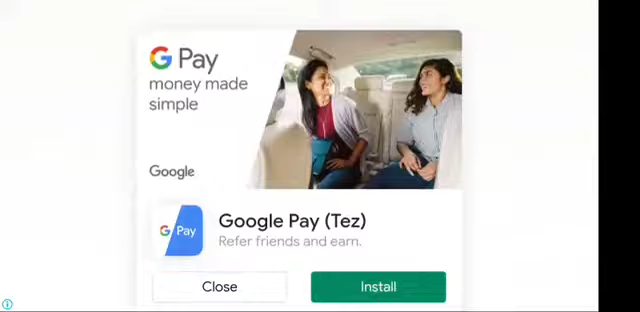 G Pay
money made
simple
Google
G Pay
Google Pay (Tez)
Refer friends and earn.
Close
Install